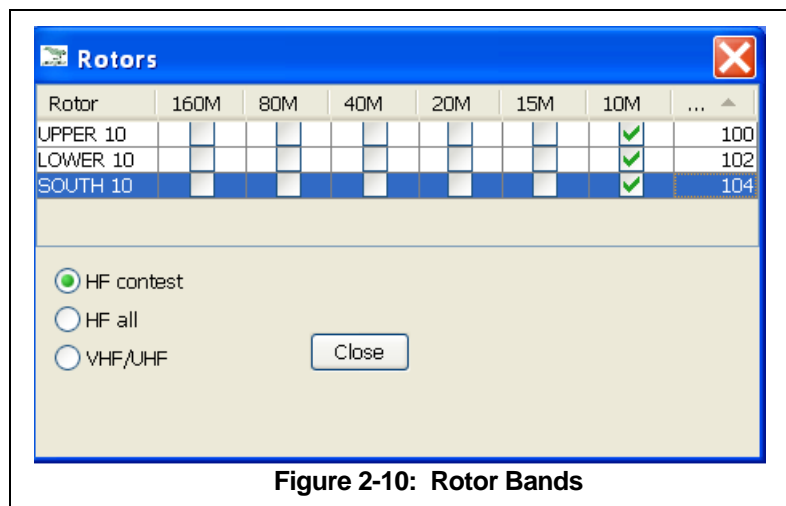 Rotors
Rotor 160M 80M 40M 20M 15M 10M ...
UPPER 10 100
LOWER 10 102
SOUTH 10 104
HF contest
HF all
VHF/UHF
Close
Figure 2-10: Rotor Bands